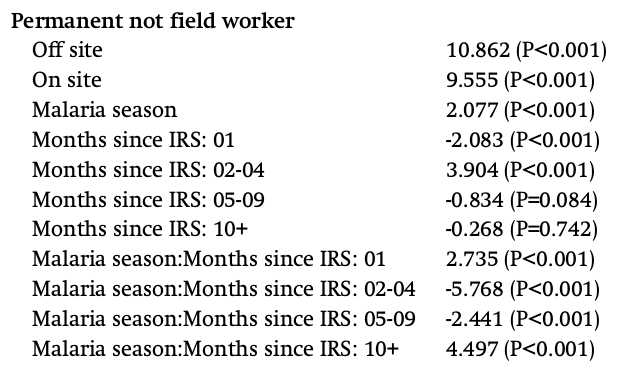 Permanent not field worker
Off site 10.862 (P<0.001)
On site 9.555 (P<0.001)
Malaria season 2.077 (P<0.001)
Months since IRS: 01 -2.083 (P<0.001)
Months since IRS: 02-04 3.904 (P<0.001)
Months since IRS: 05-09 -0.834 (P=0.084)
Months since IRS: 10+ -0.268 (P=0.742)
Malaria season:Months since IRS: 01 2.735 (P<0.001)
Malaria season:Months since IRS: 02-04 -5.768 (P<0.001)
Malaria season:Months since IRS: 05-09 -2.441 (P<0.001)
Malaria season:Months since IRS: 10+ 4.497 (P<0.001)